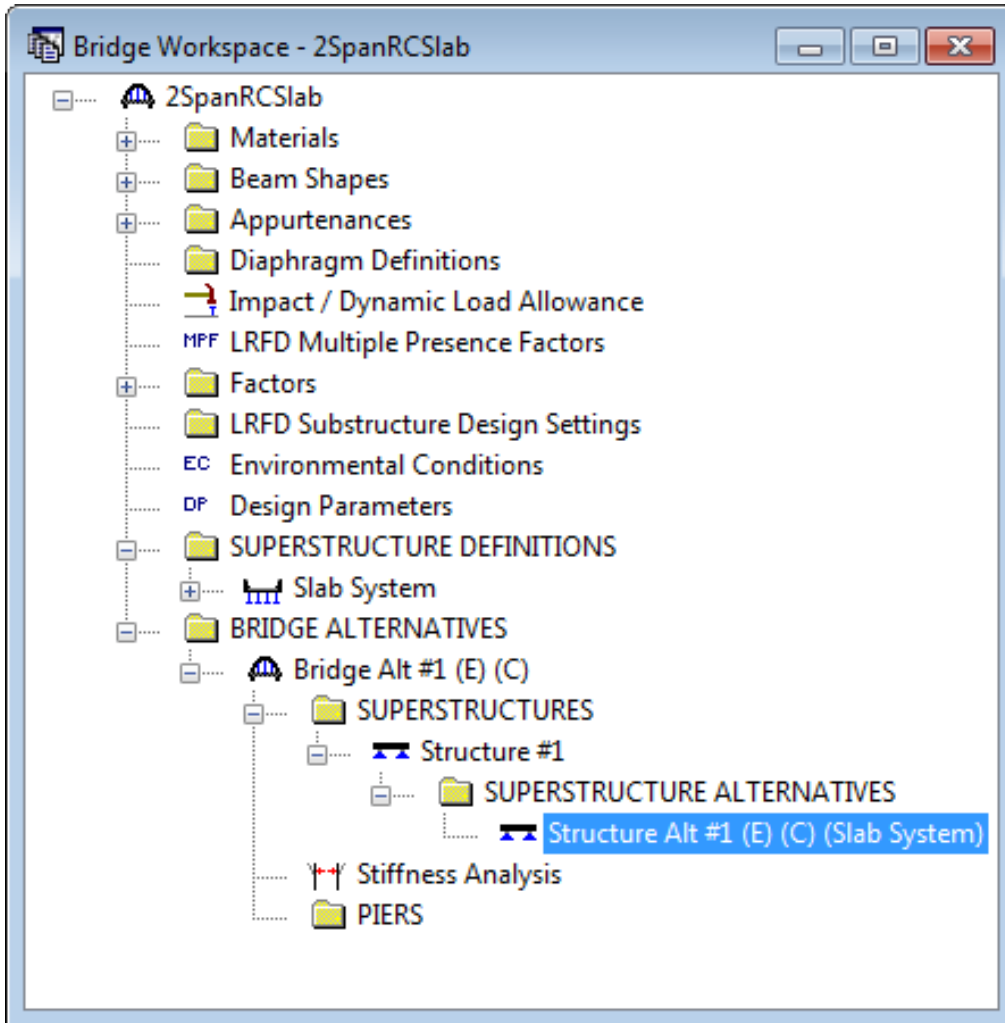 Bridge Workspace - 2SpanRCSlab
2SpanRCSlab
Materials
Beam Shapes
Appurtenances
Diaphragm Definitions
Impact / Dynamic Load Allowance
MPF LRFD Multiple Presence Factors
Factors
LRFD Substructure Design Settings
EC Environmental Conditions
DP Design Parameters
SUPERSTRUCTURE DEFINITIONS
Slab System
BRIDGE ALTERNATIVES
Bridge Alt #1 (E) (C)
SUPERSTRUCTURES
Structure #1
SUPERSTRUCTURE ALTERNATIVES
Structure Alt #1 (E) (C) (Slab System)
Stiffness Analysis
PIERS